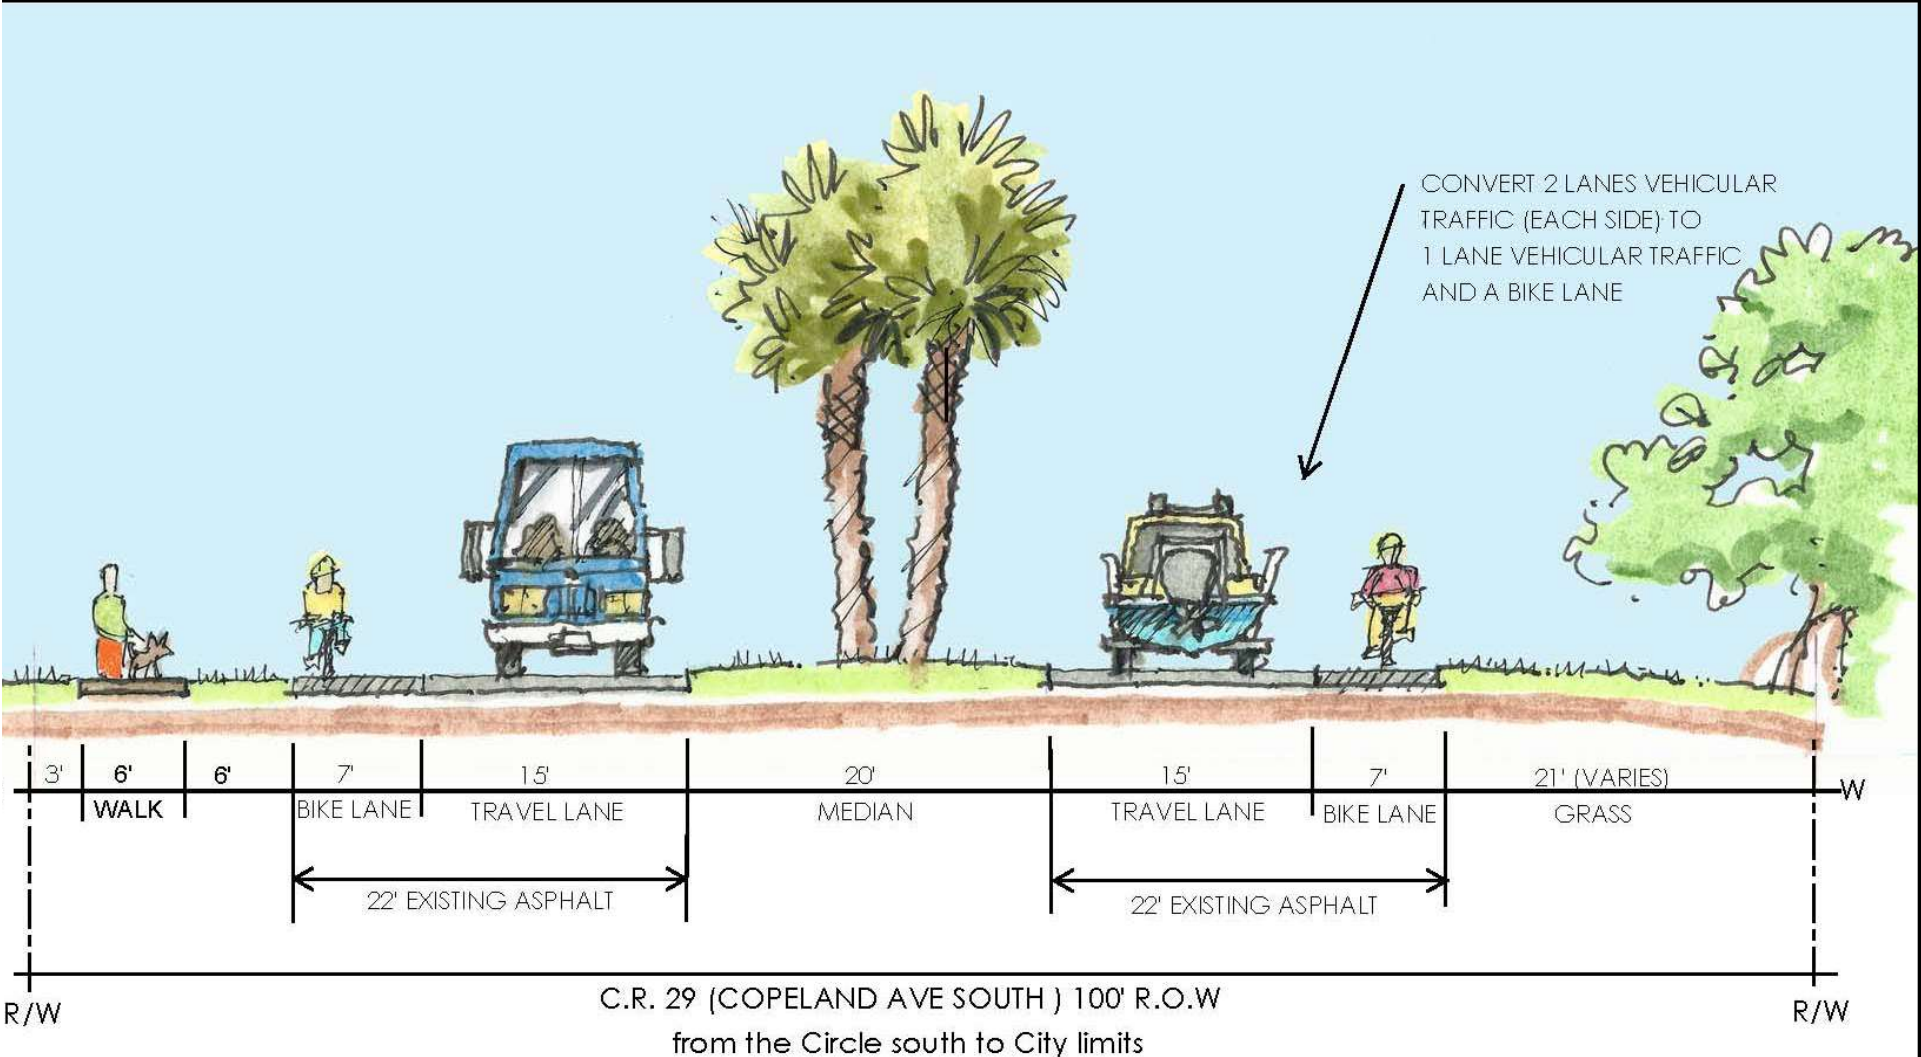 CONVERT 2 LANES VEHICULAR
TRAFFIC (EACH SIDE) TO
1 LANE VEHICULAR TRAFFIC
AND A BIKE LANE
3' 6' 6' 7' 15' 20' 15' 7' 21' (VARIES)
W
WALK BIKE LANE TRAVEL LANE MEDIAN TRAVEL LANE BIKE LANE GRASS
22' EXISTING ASPHALT 22' EXISTING ASPHALT
R/W C.R. 29 (COPELAND AVE SOUTH ) 100' R.O.W R/W
from the Circle south to City limits